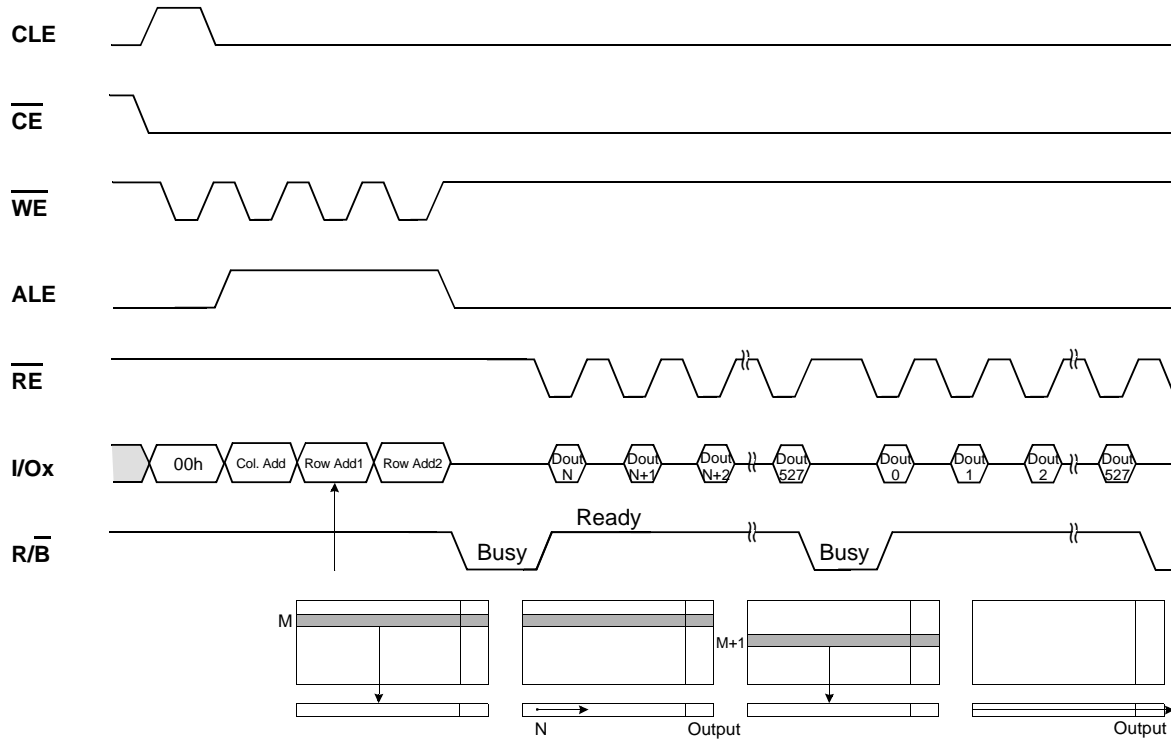 CLE
CE
WE
ALE
RE
I/Ox
00h
Col. Add
Row Add1
Row Add2
Dout
N
Dout
N+1
Dout
N+2
Dout
527
Dout
0
Dout
1
Dout
2
Dout
527
R/B
Busy
Ready
Busy
M
M+1
N
Output
Output